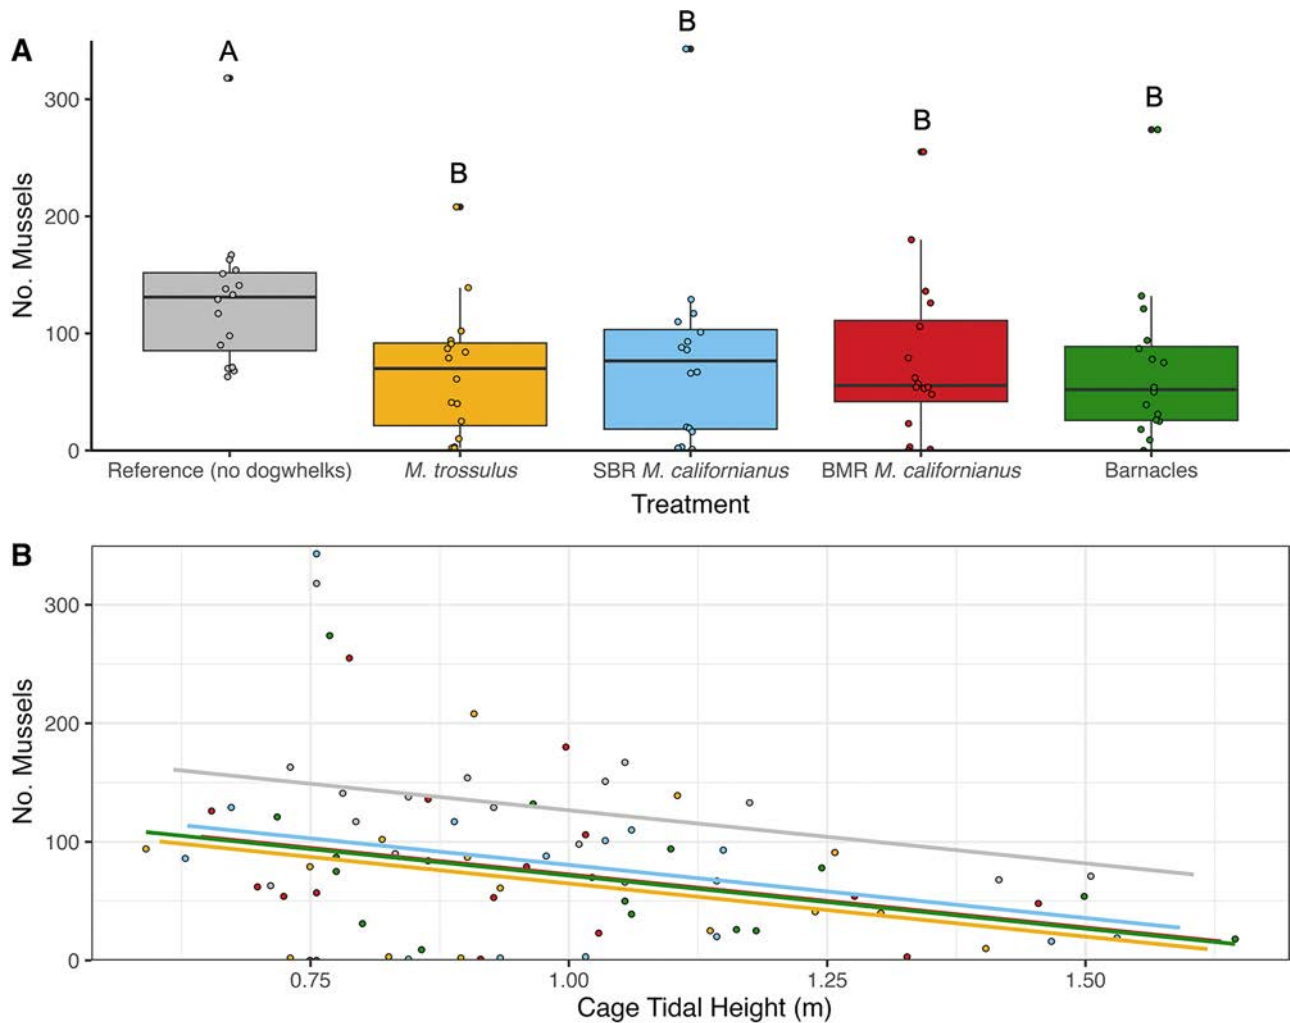 A
A
B
B
B
B
No. Mussels
300
200
100
0
Reference (no dogwhelks)
M. trossulus
SBR M. californianus
BMR M. californianus
Barnacles
Treatment
B
No. Mussels
300
200
100
0
0.75
1.00
1.25
1.50
Cage Tidal Height (m)